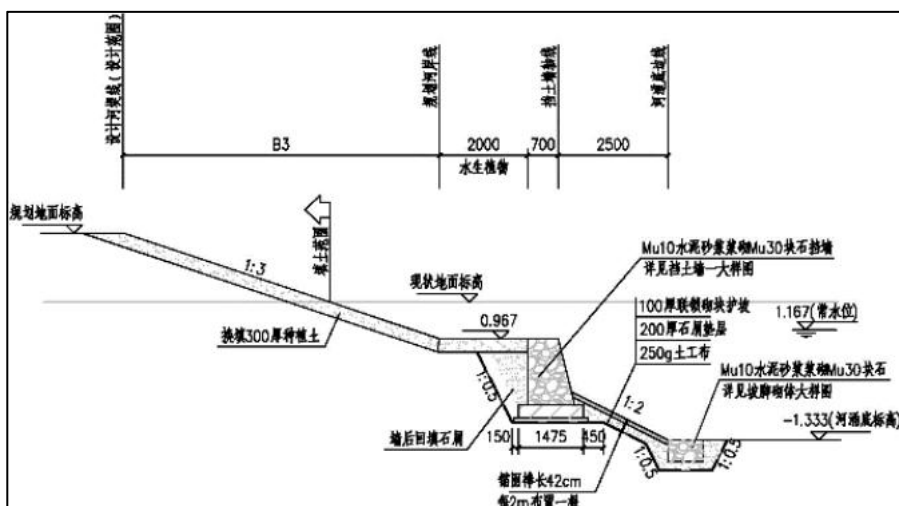 设计河涌线(设计范围)
规划河岸线
挡土墙轴线
河道底边线
B3
2000
700
2500
水生植物
规划地面标高
填土范围
1:3
现状地面标高
Mu10水泥砂浆浆砌Mu30块石挡墙
详见挡土墙一大样图
100厚联锁砌块护坡
200厚石屑垫层
250g土工布
0.967
1.167(常水位)
换填300厚种植土
Mu10水泥砂浆浆砌Mu30块石
详见坡脚砌体大样图
1:0.5
1:2
-1.333(河涌底标高)
墙后回填石屑
150
1475
450
1:0.5
1:0.5
锚固棒长42cm
每2m布置一根